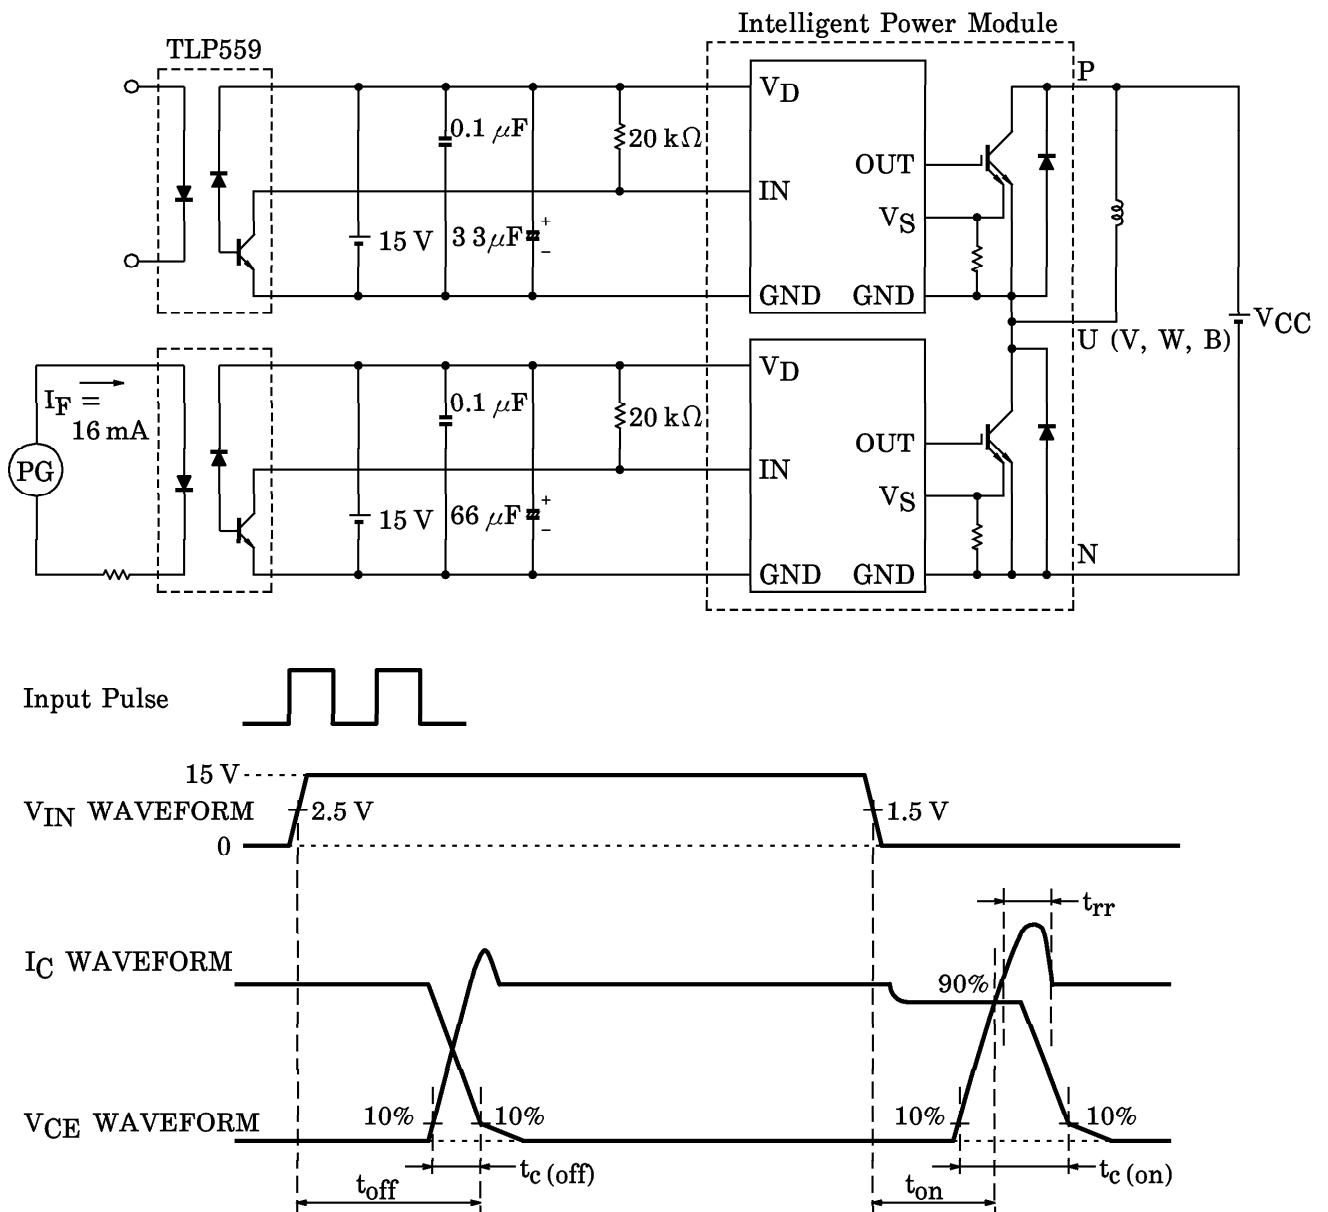 Intelligent Power Module
TLP559
P
VD
0.1 μF
20 kΩ
OUT
IN
VS
15 V
3 3μF
+
−
GND GND
VCC
U (V, W, B)
VD
IF =
16 mA
0.1 μF
20 kΩ
OUT
PG
IN
VS
15 V
66 μF
+
−
N
GND GND
Input Pulse
15 V
VIN WAVEFORM
2.5 V
1.5 V
0
trr
IC WAVEFORM
90%
VCE WAVEFORM
10%
10%
10%
10%
tc (off)
tc (on)
toff
ton